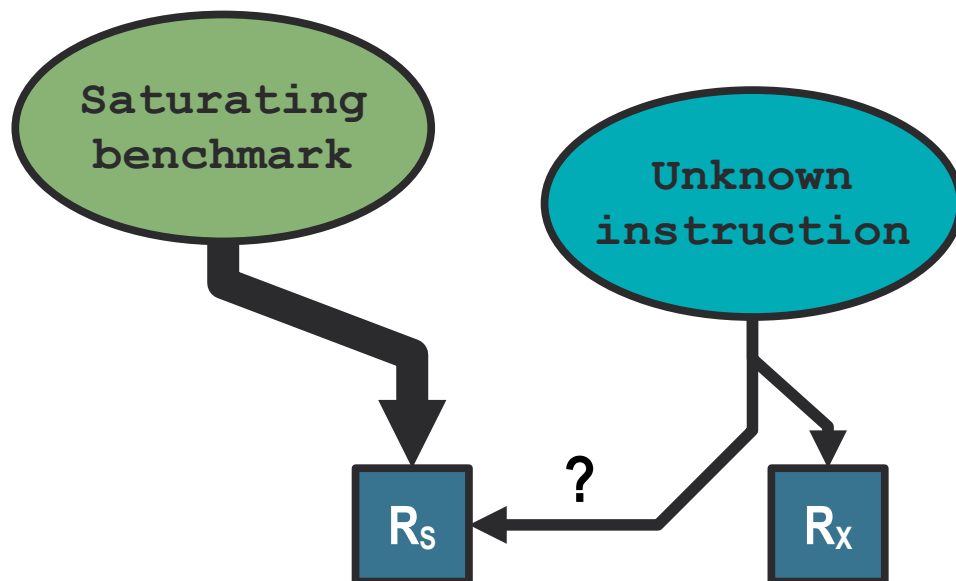 Saturating
benchmark
Unknown
instruction
?
RS
RX